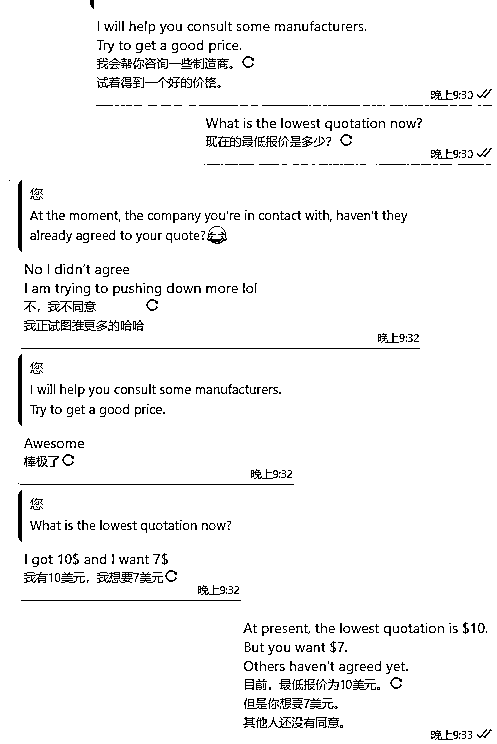 I will help you consult some manufacturers.
Try to get a good price.
我会帮你咨询一些制造商。
试着得到一个好的价格。
晚上9:30
What is the lowest quotation now?
现在的最低报价是多少?
晚上9:30
您
At the moment, the company you're in contact with, haven't they
already agreed to your quote?
No I didn't agree
I am trying to pushing down more lol
不，我不同意
我正试图推更多的哈哈
晚上9:32
您
I will help you consult some manufacturers.
Try to get a good price.
Awesome
棒极了
晚上9:32
您
What is the lowest quotation now?
I got 10$ and I want 7$
我有10美元，我想要7美元
晚上9:32
At present, the lowest quotation is $10.
But you want $7.
Others haven't agreed yet.
目前，最低报价为10美元。
但是你想要7美元。
其他人还没有同意。
晚上9:33